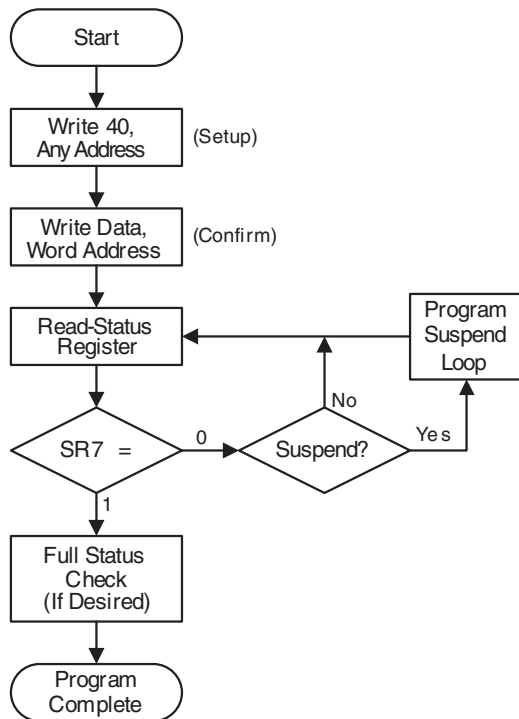 Start
Write 40,
Any Address
(Setup)
Write Data,
Word Address
(Confirm)
Read-Status
Register
Program
Suspend
Loop
No
SR7 =
0
Suspend?
Yes
1
Full Status
Check
(If Desired)
Program
Complete